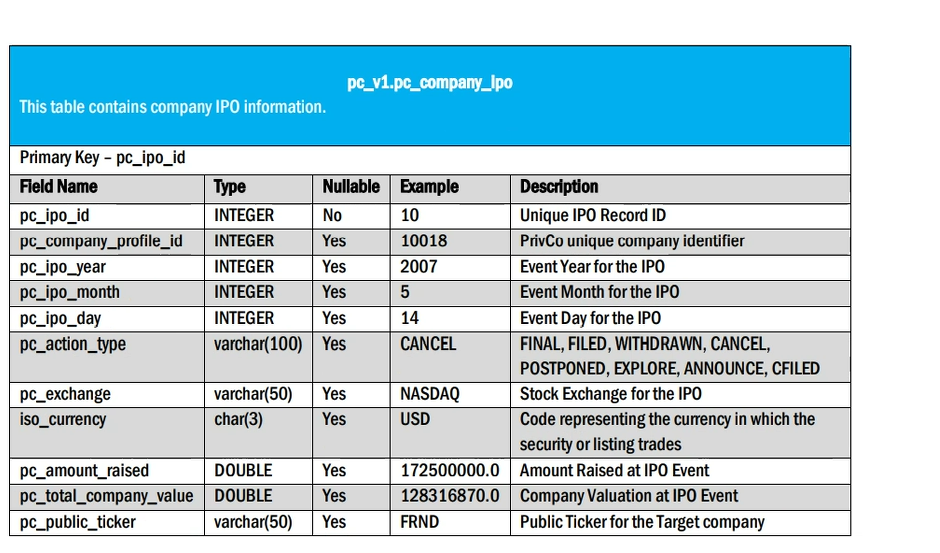 pc_v1.pc_company_ipo
This table contains company IPO information.
Primary Key – pc_ipo_id
Field Name Type Nullable Example Description
pc_ipo_id INTEGER No 10 Unique IPO Record ID
pc_company_profile_id INTEGER Yes 10018 PrivCo unique company identifier
pc_ipo_year INTEGER Yes 2007 Event Year for the IPO
pc_ipo_month INTEGER Yes 5 Event Month for the IPO
pc_ipo_day INTEGER Yes 14 Event Day for the IPO
pc_action_type varchar(100) Yes CANCEL FINAL, FILED, WITHDRAWN, CANCEL,
POSTPONED, EXPLORE, ANNOUNCE, CFILED
pc_exchange varchar(50) Yes NASDAQ Stock Exchange for the IPO
iso_currency char(3) Yes USD Code representing the currency in which the
security or listing trades
pc_amount_raised DOUBLE Yes 172500000.0 Amount Raised at IPO Event
pc_total_company_value DOUBLE Yes 128316870.0 Company Valuation at IPO Event
pc_public_ticker varchar(50) Yes FRND Public Ticker for the Target company